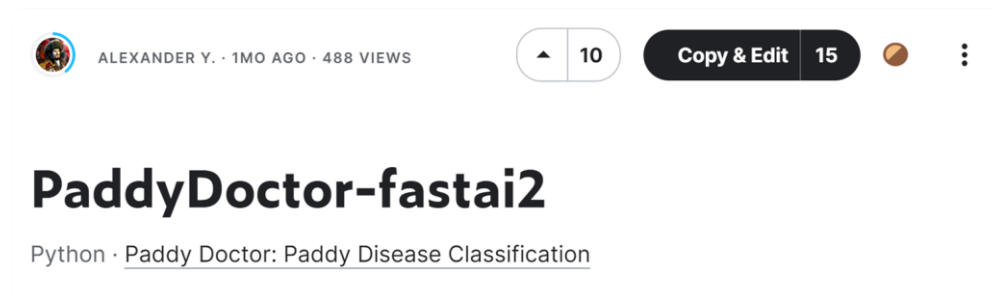 ALEXANDER Y. · 1MO AGO · 488 VIEWS
10
Copy & Edit 15
PaddyDoctor-fastai2
Python · Paddy Doctor: Paddy Disease Classification